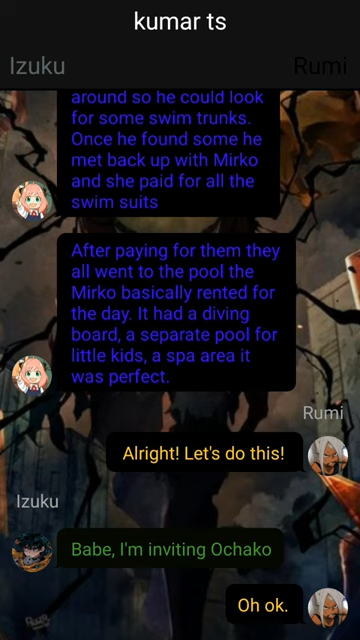 kumar ts
Izuku
Rumi
around so he could look
for some swim trunks.
Once he found some he
met back up with Mirko
and she paid for all the
swim suits
After paying for them they
all went to the pool the
Mirko basically rented for
the day. It had a diving
board, a separate pool for
little kids, a spa area it
was perfect.
Rumi
Alright! Let's do this!
Izuku
Babe, I'm inviting Ochako
Oh ok.